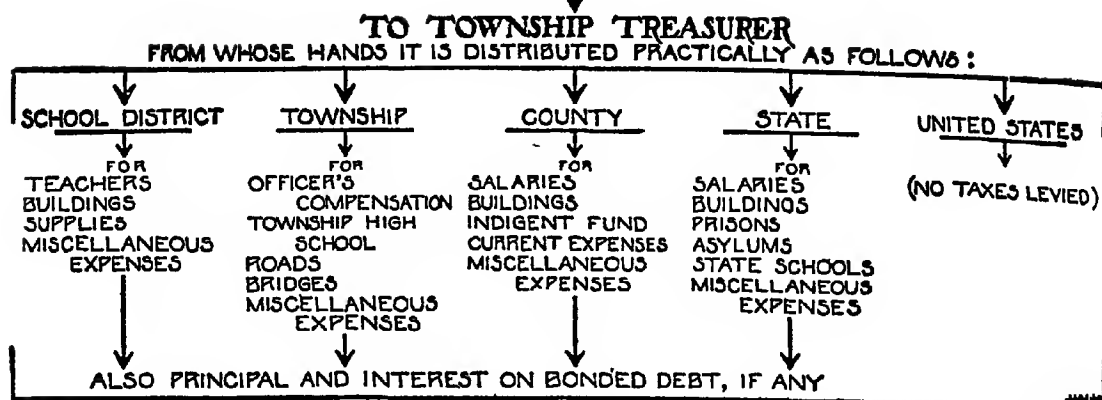 TO TOWNSHIP TREASURER
FROM WHOSE HANDS IT IS DISTRIBUTED PRACTICALLY AS FOLLOWS:
SCHOOL DISTRICT
FOR
TEACHERS
BUILDINGS
SUPPLIES
MISCELLANEOUS
EXPENSES
TOWNSHIP
FOR
OFFICER'S
COMPENSATION
TOWNSHIP HIGH
SCHOOL
ROADS
BRIDGES
MISCELLANEOUS
EXPENSES
COUNTY
FOR
SALARIES
BUILDINGS
INDIGENT FUND
CURRENT EXPENSES
MISCELLANEOUS
EXPENSES
STATE
FOR
SALARIES
BUILDINGS
PRISONS
ASYLUMS
STATE SCHOOLS
MISCELLANEOUS
EXPENSES
UNITED STATES
(NO TAXES LEVIED)
ALSO PRINCIPAL AND INTEREST ON BONDED DEBT, IF ANY